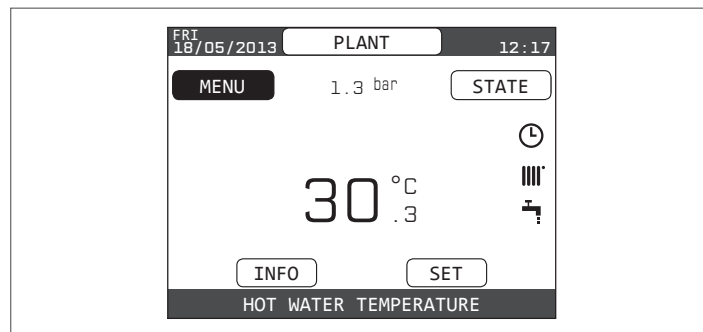 FRI
18/05/2013 PLANT 12:17
MENU 1.3 bar STATE
30.3 °C
INFO SET
HOT WATER TEMPERATURE